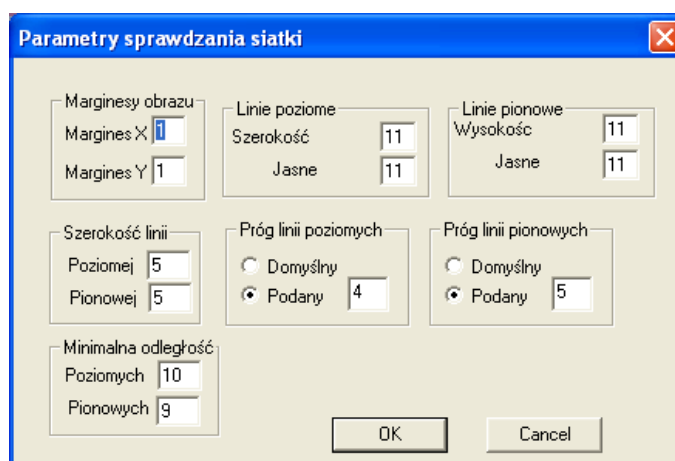 Parametry sprawdzania siatki
Marginesy obrazu
Margines X 1
Margines Y 1
Linie poziome
Szerokość 11
Jasne 11
Linie pionowe
Wysokośc 11
Jasne 11
Szerokość linii
Poziomej 5
Pionowej 5
Próg linii poziomych
Domyślny
Podany 4
Próg linii pionowych
Domyślny
Podany 5
Minimalna odległość
Poziomych 10
Pionowych 9
OK
Cancel